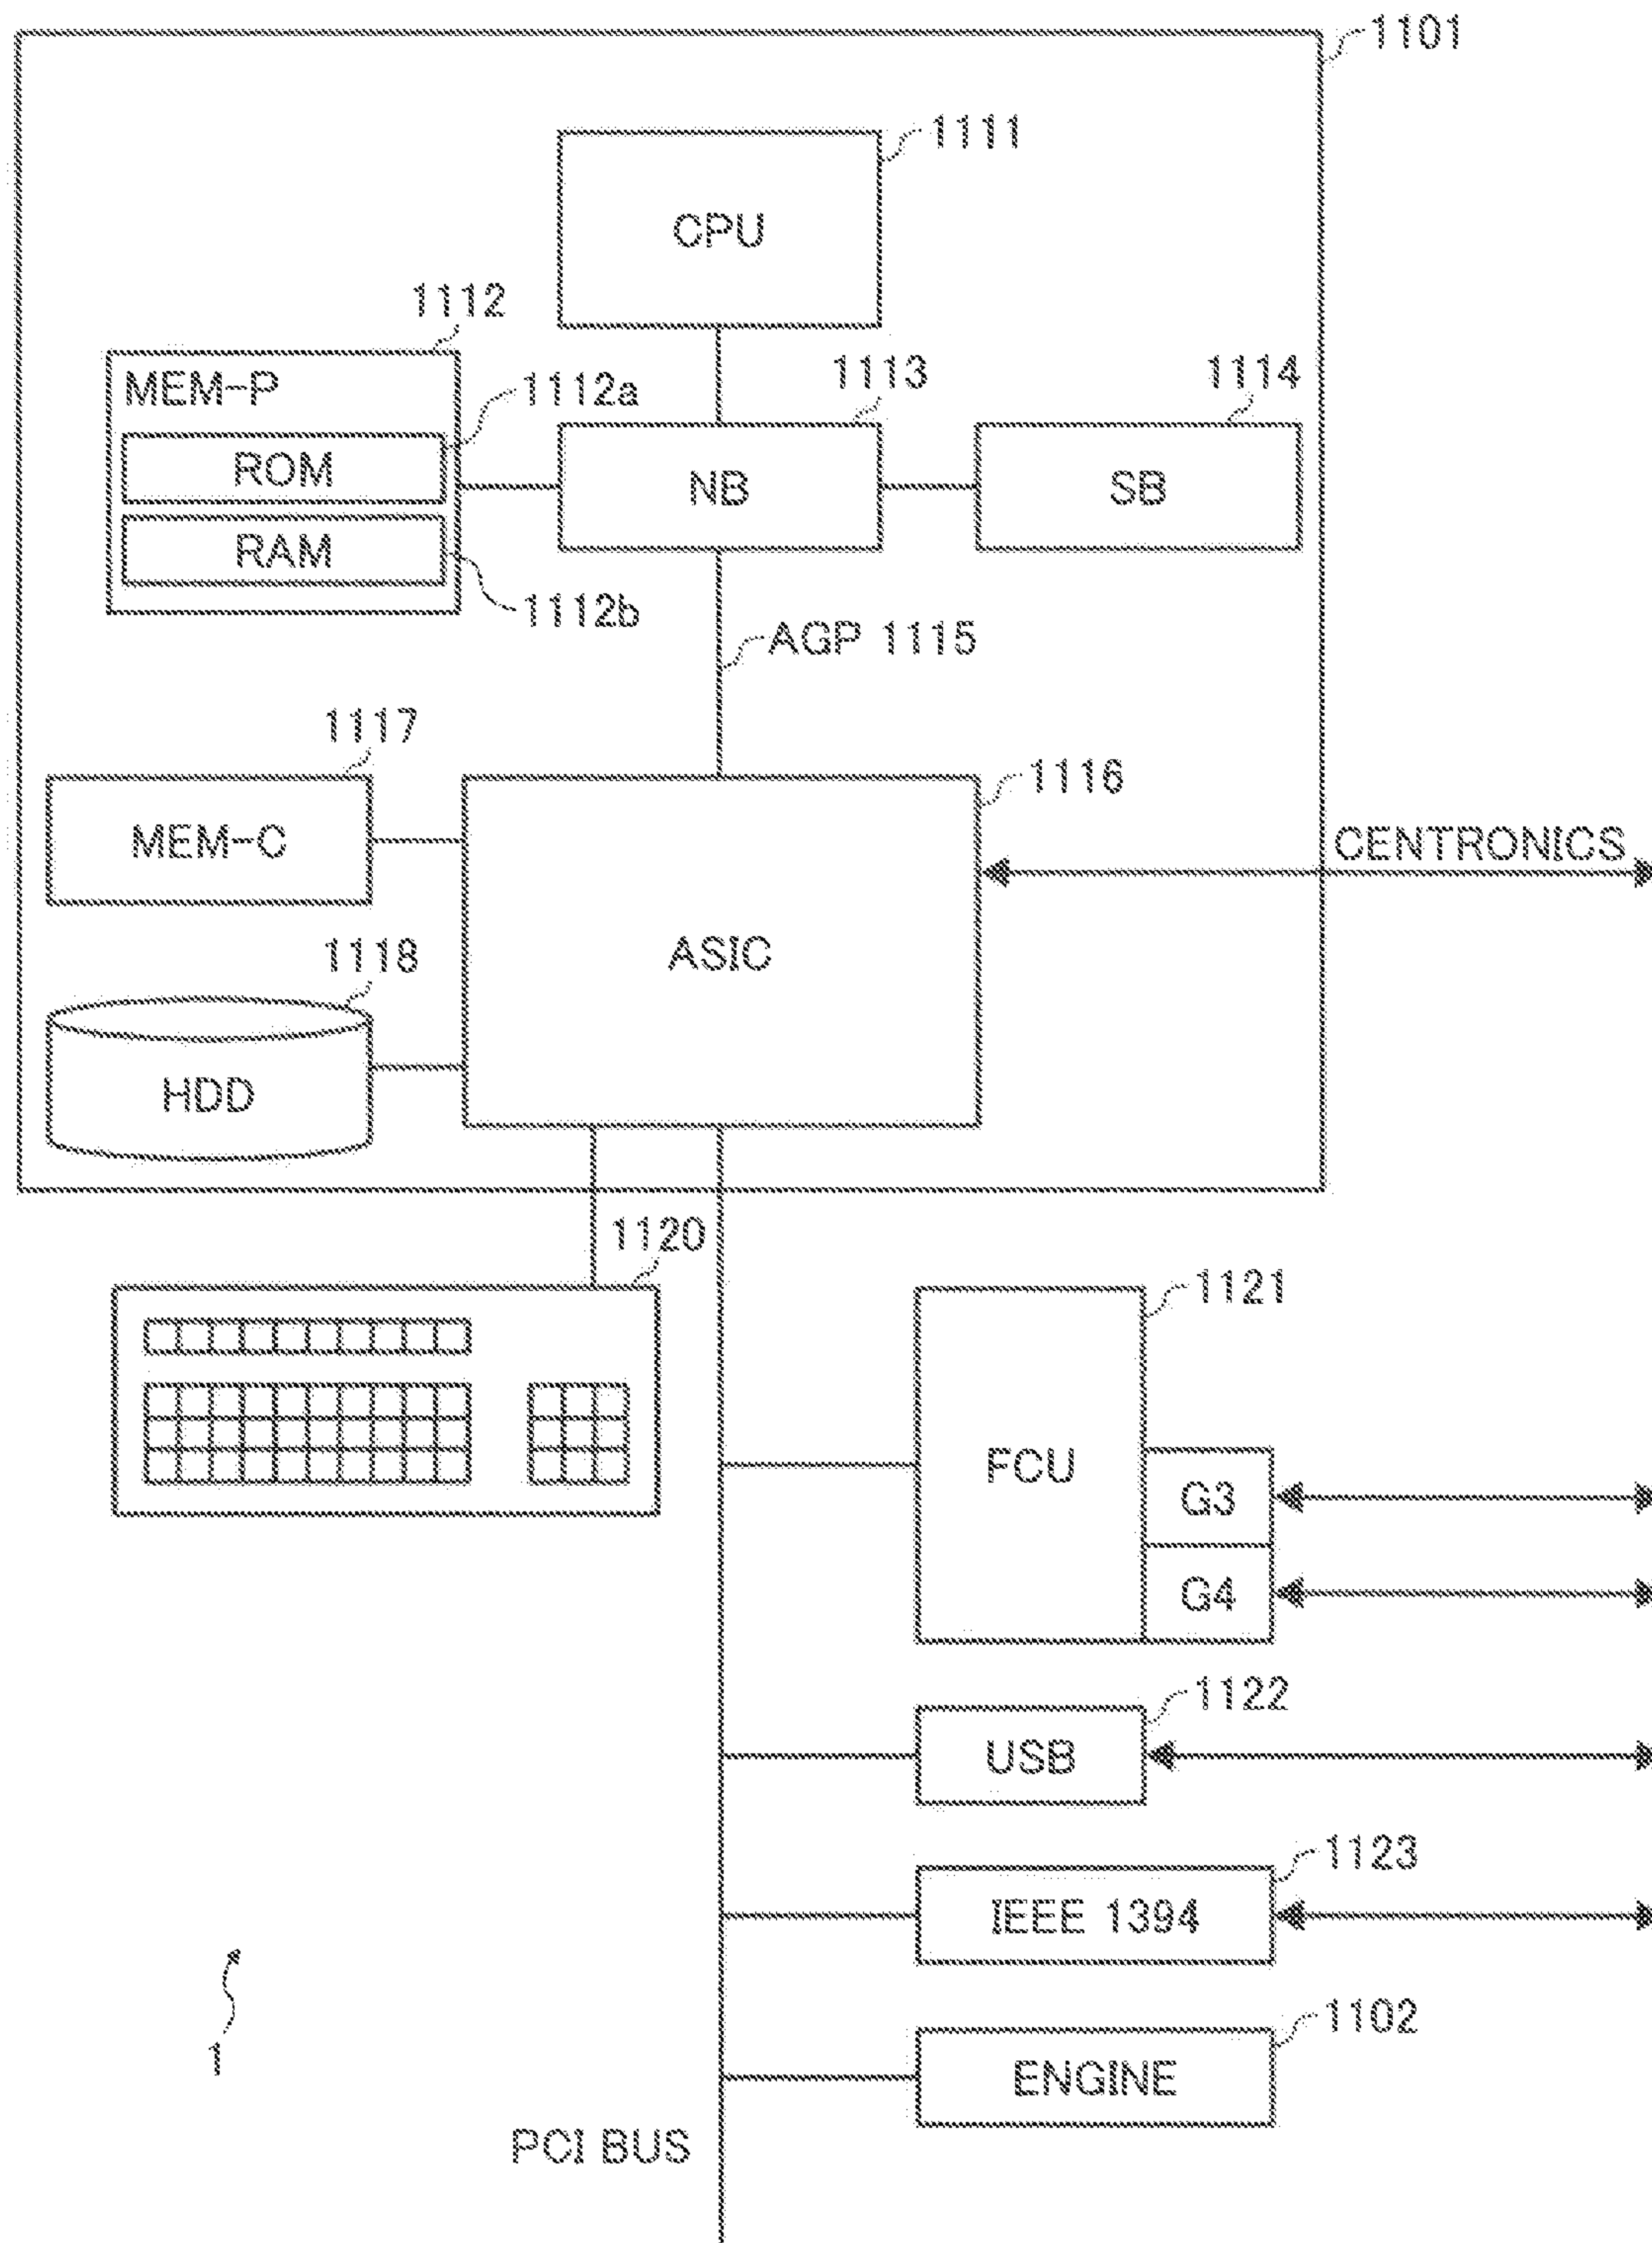 1101
1111
CPU
1112
MEM-P
1112a
1113
1114
ROM
NB
SB
RAM
1112b
AGP 1115
1117
1116
MEM-C
CENTRONICS
ASIC
1118
HDD
1120
1121
FCU
G3
G4
1122
USB
1123
IEEE 1394
1
1102
ENGINE
PCI BUS